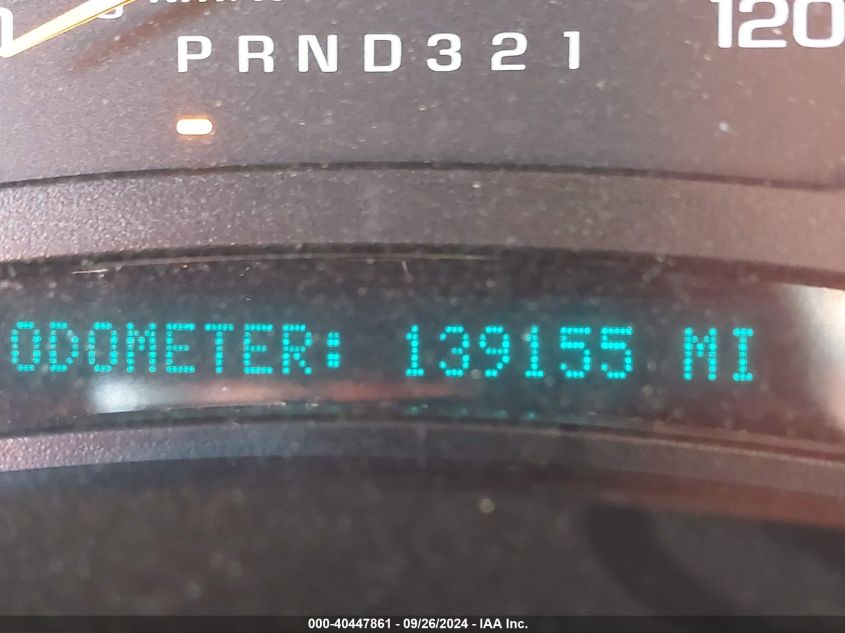 120
PRND321
ODOMETER: 139155 MI
000-40447861 - 09/26/2024 - IAA Inc.